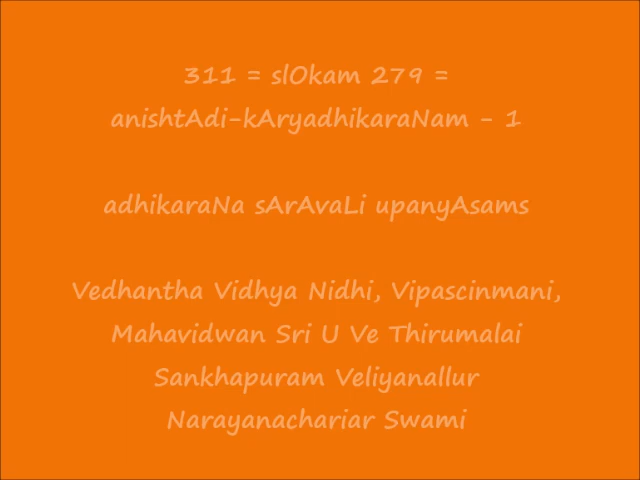 311 = slOkam 279 =
anishtAdi-kAryadhikaraNam - 1
adhikaraNa sArAvaLi upanyAsams
Vedhantha Vidhya Nidhi, Vipascinmani,
Mahavidwan Sri U Ve Thirumalai
Sankhapuram Veliyanallur
Narayanachariar Swami